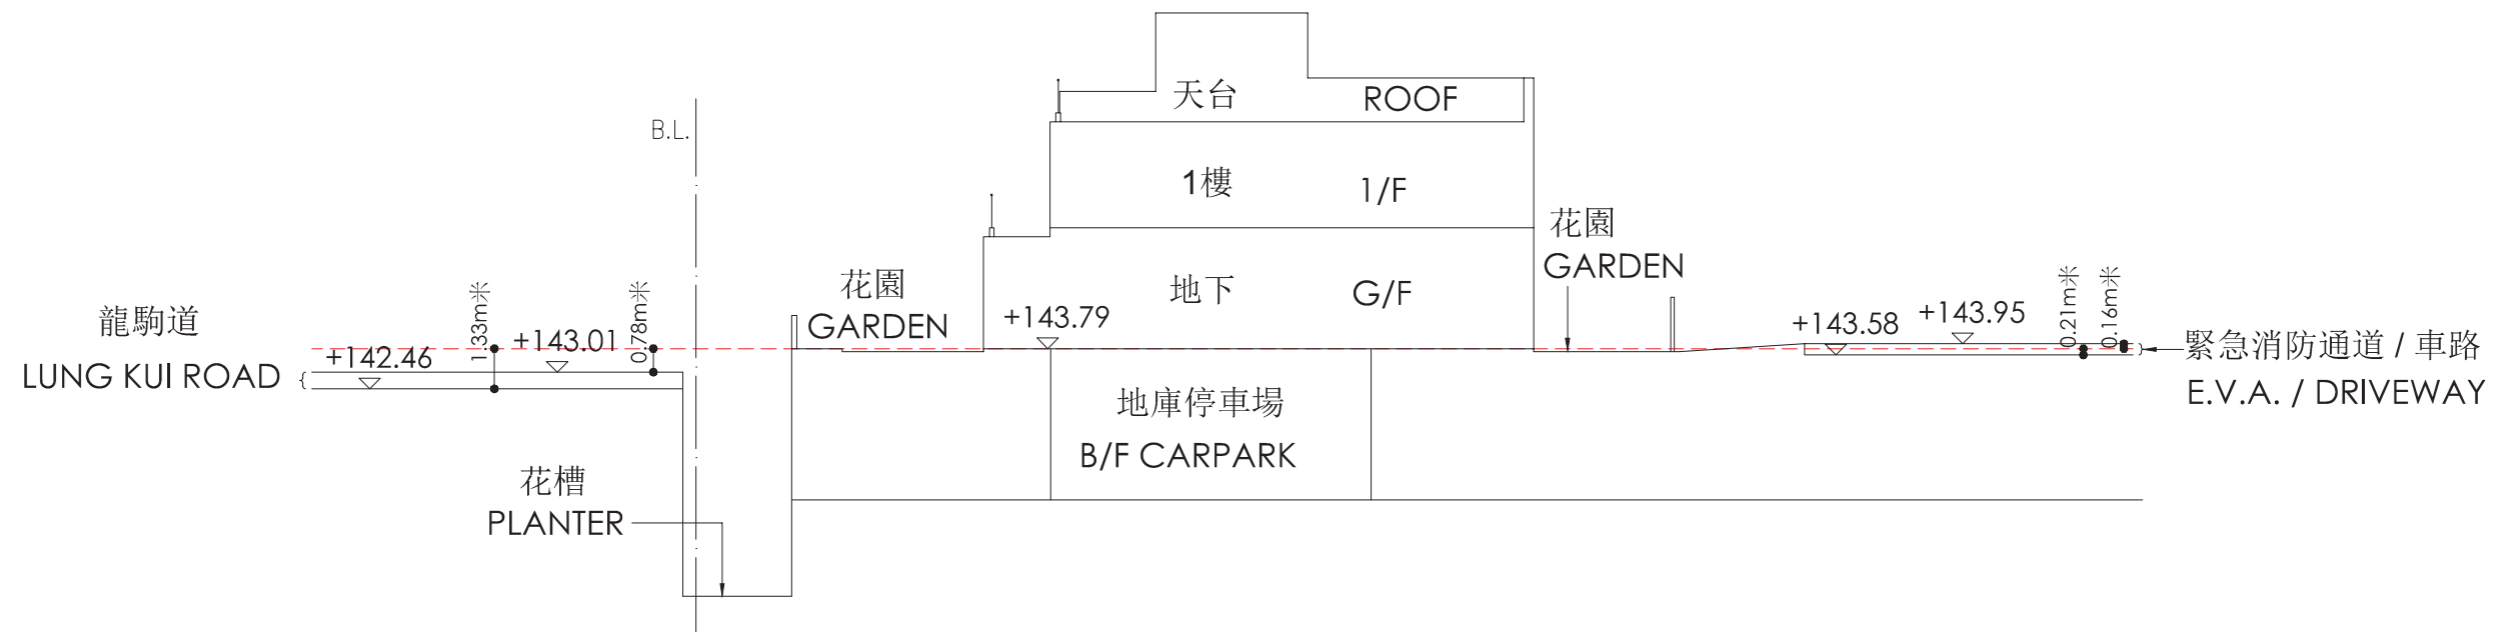 天台
ROOF
B.L.
1樓
1/F
花園
GARDEN
花園
GARDEN
地下
G/F
+143.79
龍駒道
LUNG KUI ROAD
+142.46
1.33m米
+143.01
0.78m米
+143.58
+143.95
0.21m米
0.16m米
緊急消防通道 / 車路
E.V.A. / DRIVEWAY
地庫停車場
B/F CARPARK
花槽
PLANTER